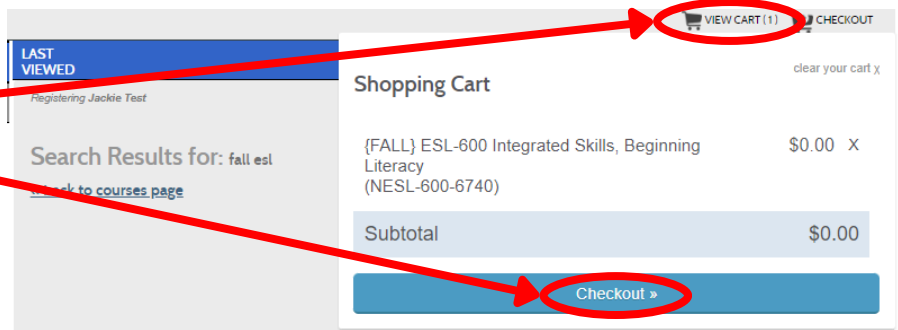 VIEW CART (1) CHECKOUT
LAST
VIEWED
Registering Jackie Test
Search Results for: fall esl
to courses page
clear your cart x
Shopping Cart
{FALL} ESL-600 Integrated Skills, Beginning $0.00 X
Literacy
(NESL-600-6740)
Subtotal $0.00
Checkout »